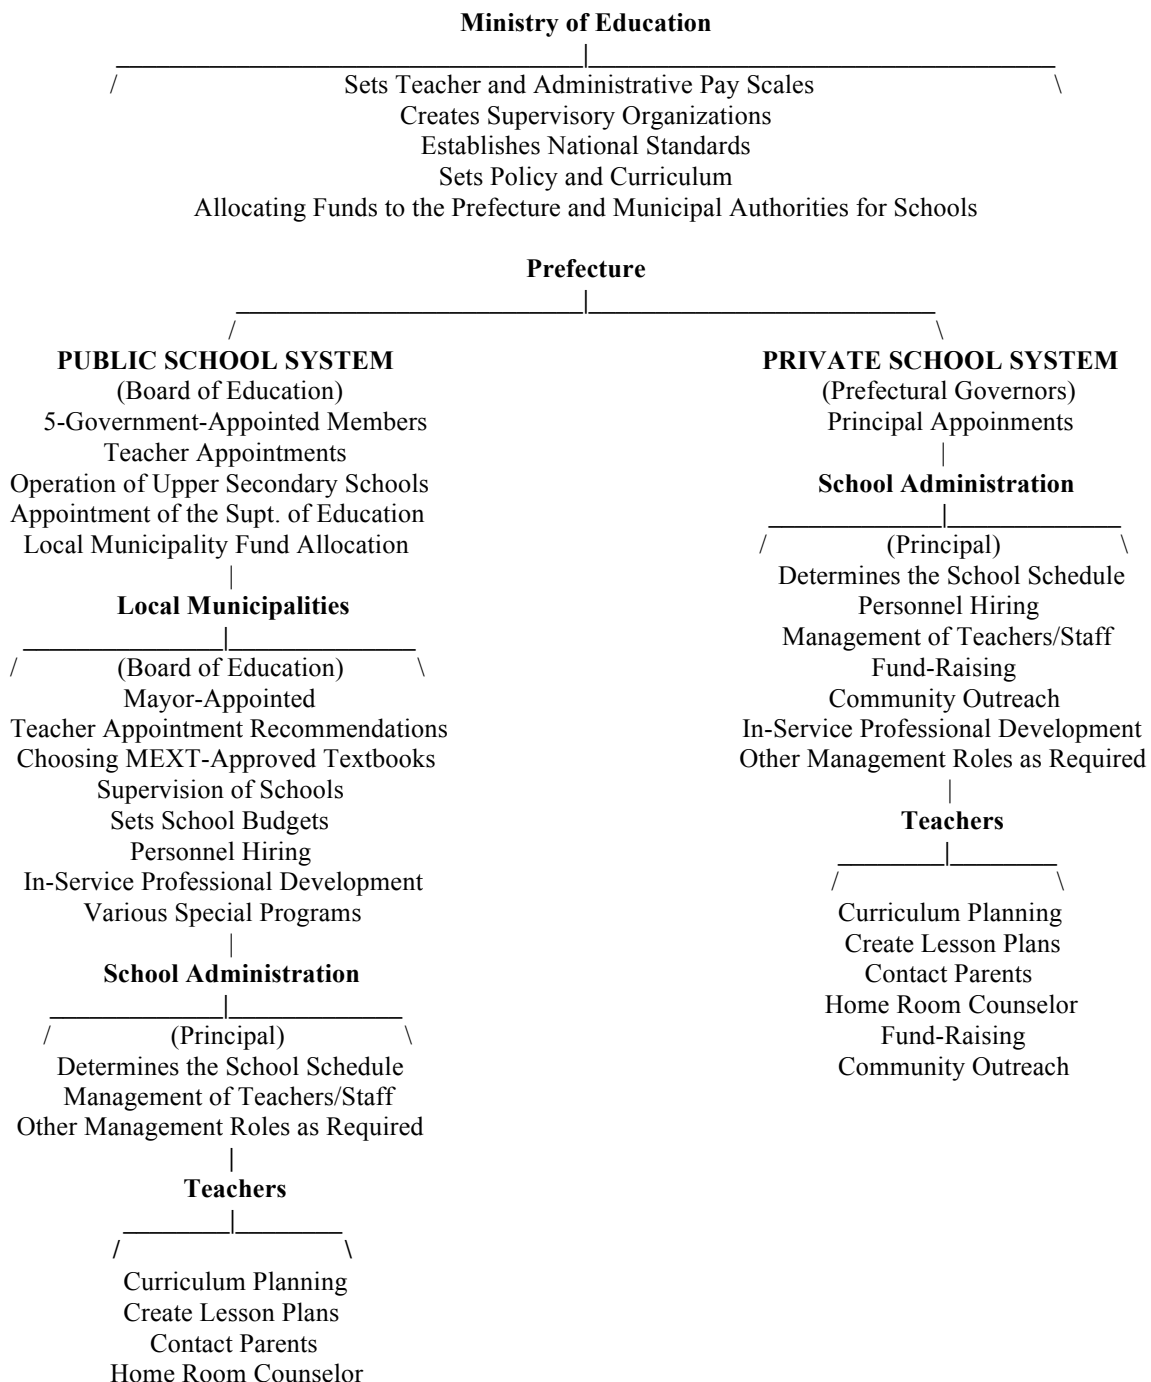 Ministry of Education
Sets Teacher and Administrative Pay Scales
Creates Supervisory Organizations
Establishes National Standards
Sets Policy and Curriculum
Allocating Funds to the Prefecture and Municipal Authorities for Schools
Prefecture
PUBLIC SCHOOL SYSTEM
(Board of Education)
5-Government-Appointed Members
Teacher Appointments
Operation of Upper Secondary Schools
Appointment of the Supt. of Education
Local Municipality Fund Allocation
Local Municipalities
(Board of Education)
Mayor-Appointed
Teacher Appointment Recommendations
Choosing MEXT-Approved Textbooks
Supervision of Schools
Sets School Budgets
Personnel Hiring
In-Service Professional Development
Various Special Programs
School Administration
(Principal)
Determines the School Schedule
Management of Teachers/Staff
Other Management Roles as Required
Teachers
Curriculum Planning
Create Lesson Plans
Contact Parents
Home Room Counselor
PRIVATE SCHOOL SYSTEM
(Prefectural Governors)
Principal Appoinments
School Administration
(Principal)
Determines the School Schedule
Personnel Hiring
Management of Teachers/Staff
Fund-Raising
Community Outreach
In-Service Professional Development
Other Management Roles as Required
Teachers
Curriculum Planning
Create Lesson Plans
Contact Parents
Home Room Counselor
Fund-Raising
Community Outreach